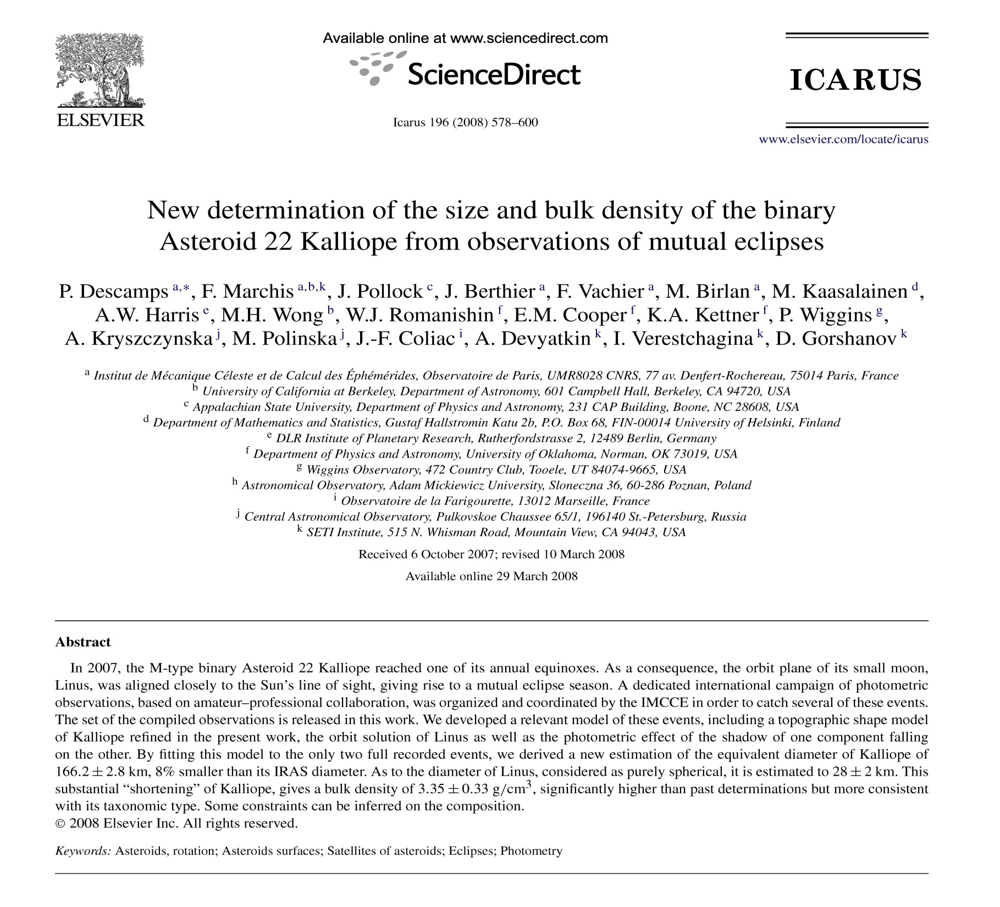 Available online at www.sciencedirect.com
NON SOLUS
ScienceDirect
ICARUS
ELSEVIER
Icarus 196 (2008) 578–600
www.elsevier.com/locate/icarus
New determination of the size and bulk density of the binary
Asteroid 22 Kalliope from observations of mutual eclipses
P. Descamps a,∗, F. Marchis a,b,k, J. Pollock c, J. Berthier a, F. Vachier a, M. Birlan a, M. Kaasalainen d,
A.W. Harris e, M.H. Wong b, W.J. Romanishin f, E.M. Cooper f, K.A. Kettner f, P. Wiggins g,
A. Kryszczynska j, M. Polinska j, J.-F. Coliac i, A. Devyatkin k, I. Verestchagina k, D. Gorshanov k
a Institut de Mécanique Céleste et de Calcul des Éphémérides, Observatoire de Paris, UMR8028 CNRS, 77 av. Denfert-Rochereau, 75014 Paris, France
b University of California at Berkeley, Department of Astronomy, 601 Campbell Hall, Berkeley, CA 94720, USA
c Appalachian State University, Department of Physics and Astronomy, 231 CAP Building, Boone, NC 28608, USA
d Department of Mathematics and Statistics, Gustaf Hallstromin Katu 2b, P.O. Box 68, FIN-00014 University of Helsinki, Finland
e DLR Institute of Planetary Research, Rutherfordstrasse 2, 12489 Berlin, Germany
f Department of Physics and Astronomy, University of Oklahoma, Norman, OK 73019, USA
g Wiggins Observatory, 472 Country Club, Tooele, UT 84074-9665, USA
h Astronomical Observatory, Adam Mickiewicz University, Sloneczna 36, 60-286 Poznan, Poland
i Observatoire de la Farigourette, 13012 Marseille, France
j Central Astronomical Observatory, Pulkovskoe Chaussee 65/1, 196140 St.-Petersburg, Russia
k SETI Institute, 515 N. Whisman Road, Mountain View, CA 94043, USA
Received 6 October 2007; revised 10 March 2008
Available online 29 March 2008
Abstract
In 2007, the M-type binary Asteroid 22 Kalliope reached one of its annual equinoxes. As a consequence, the orbit plane of its small moon,
Linus, was aligned closely to the Sun’s line of sight, giving rise to a mutual eclipse season. A dedicated international campaign of photometric
observations, based on amateur–professional collaboration, was organized and coordinated by the IMCCE in order to catch several of these events.
The set of the compiled observations is released in this work. We developed a relevant model of these events, including a topographic shape model
of Kalliope refined in the present work, the orbit solution of Linus as well as the photometric effect of the shadow of one component falling
on the other. By fitting this model to the only two full recorded events, we derived a new estimation of the equivalent diameter of Kalliope of
166.2 ± 2.8 km, 8% smaller than its IRAS diameter. As to the diameter of Linus, considered as purely spherical, it is estimated to 28 ± 2 km. This
substantial “shortening” of Kalliope, gives a bulk density of 3.35 ± 0.33 g/cm3, significantly higher than past determinations but more consistent
with its taxonomic type. Some constraints can be inferred on the composition.
© 2008 Elsevier Inc. All rights reserved.
Keywords: Asteroids, rotation; Asteroids surfaces; Satellites of asteroids; Eclipses; Photometry